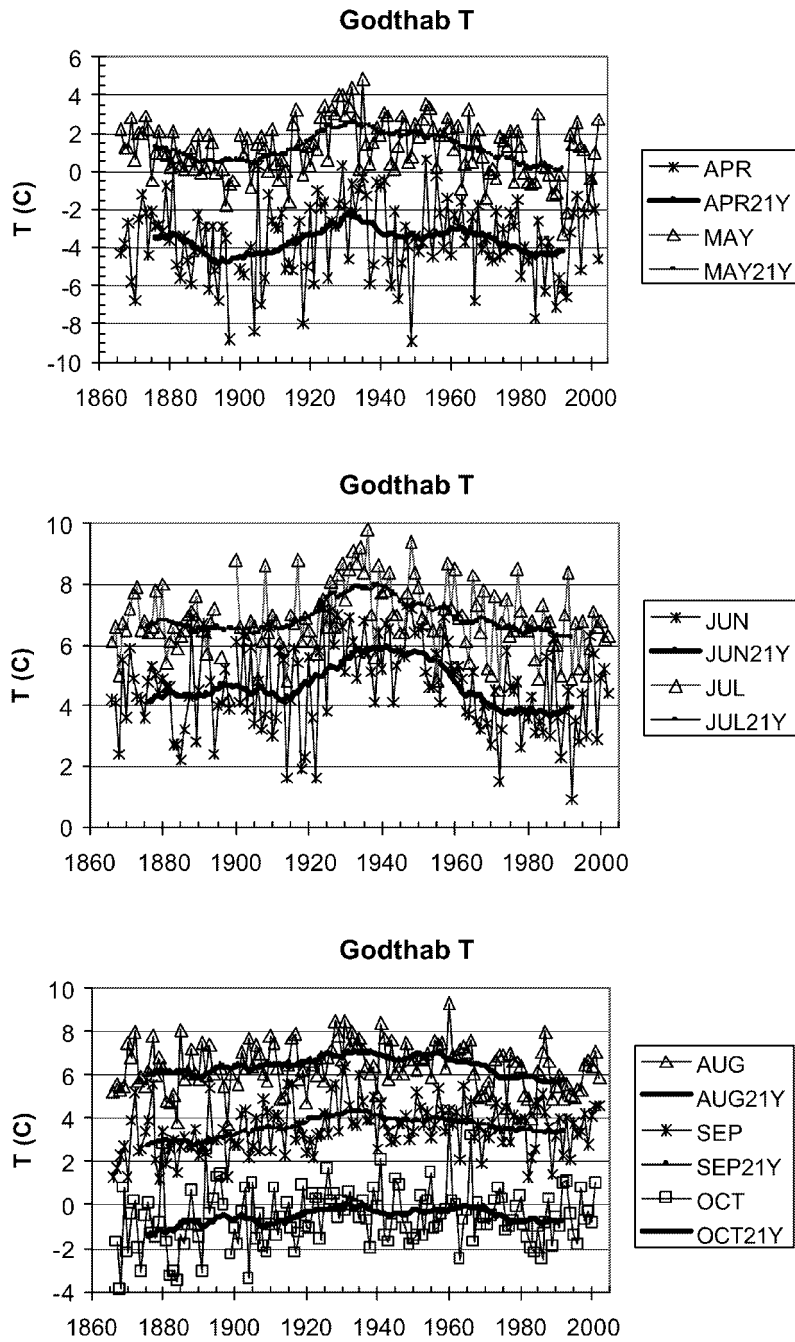 Godthab T
6
4
2
0
-2
-4
-6
-8
-10
T (C)
1860 1880 1900 1920 1940 1960 1980 2000
APR
APR21Y
MAY
MAY21Y
Godthab T
10
8
6
4
2
0
T (C)
1860 1880 1900 1920 1940 1960 1980 2000
JUN
JUN21Y
JUL
JUL21Y
Godthab T
10
8
6
4
2
0
-2
-4
T (C)
1860 1880 1900 1920 1940 1960 1980 2000
AUG
AUG21Y
SEP
SEP21Y
OCT
OCT21Y